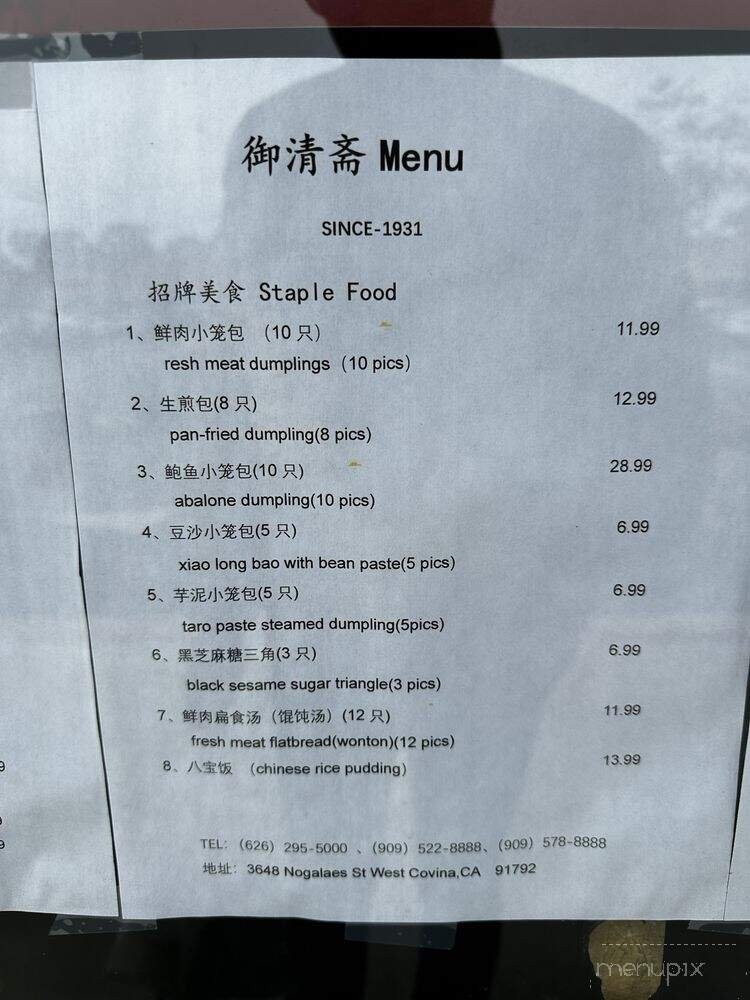 御清斋 Menu
SINCE-1931
招牌美食 Staple Food
1、鲜肉小笼包 （10 只） 11.99
resh meat dumplings（10 pics）
2、生煎包(8 只) 12.99
pan-fried dumpling(8 pics)
3、鲍鱼小笼包(10 只) 28.99
abalone dumpling(10 pics)
4、豆沙小笼包(5 只) 6.99
xiao long bao with bean paste(5 pics)
5、芋泥小笼包(5 只) 6.99
taro paste steamed dumpling(5pics)
6、黑芝麻糖三角(3 只) 6.99
black sesame sugar triangle(3 pics)
7、鲜肉扁食汤（馄饨汤）(12 只) 11.99
fresh meat flatbread(wonton)(12 pics)
8、八宝饭 （chinese rice pudding） 13.99
TEL:（626）295-5000 、（909）522-8888、（909）578-8888
地址: 3648 Nogalaes St West Covina,CA 91792
menupix